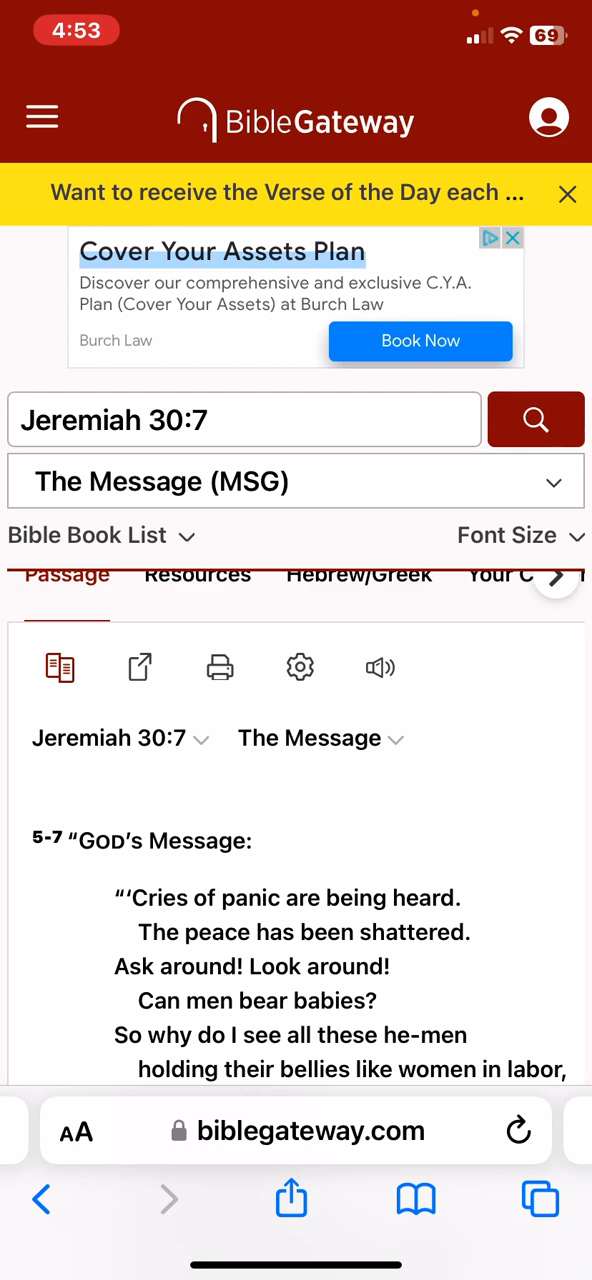 4:53
69
BibleGateway
Want to receive the Verse of the Day each ...
Cover Your Assets Plan
Discover our comprehensive and exclusive C.Y.A.
Plan (Cover Your Assets) at Burch Law
Burch Law
Book Now
Jeremiah 30:7
The Message (MSG)
Bible Book List
Font Size
Passage Resources Hebrew/Greek Your C
Jeremiah 30:7 The Message
5-7 “GOD’s Message:
“‘Cries of panic are being heard.
The peace has been shattered.
Ask around! Look around!
Can men bear babies?
So why do I see all these he-men
holding their bellies like women in labor,
AA
biblegateway.com